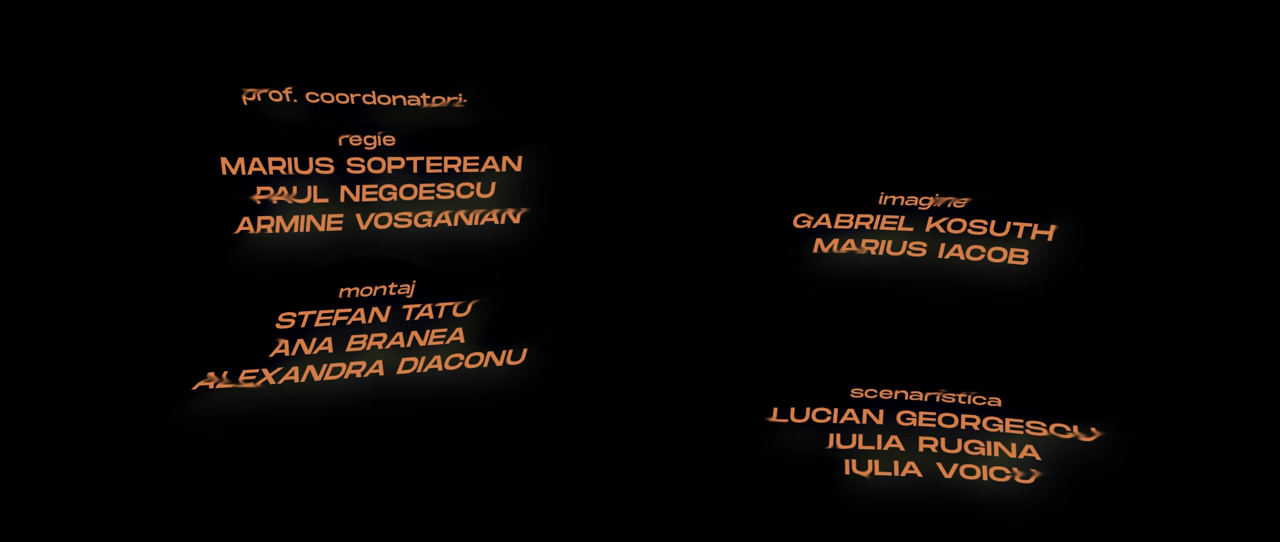 prof. coordonatori
regie
MARIUS SOPTEREAN
PAUL NEGOESCU
ARMINE VOSGANIAN
montaj
STEFAN TATU
ANA BRANEA
ALEXANDRA DIACONU
imagine
GABRIEL KOSUTH
MARIUS IACOB
scenaristica
LUCIAN GEORGESCU
IULIA RUGINA
IULIA VOICU